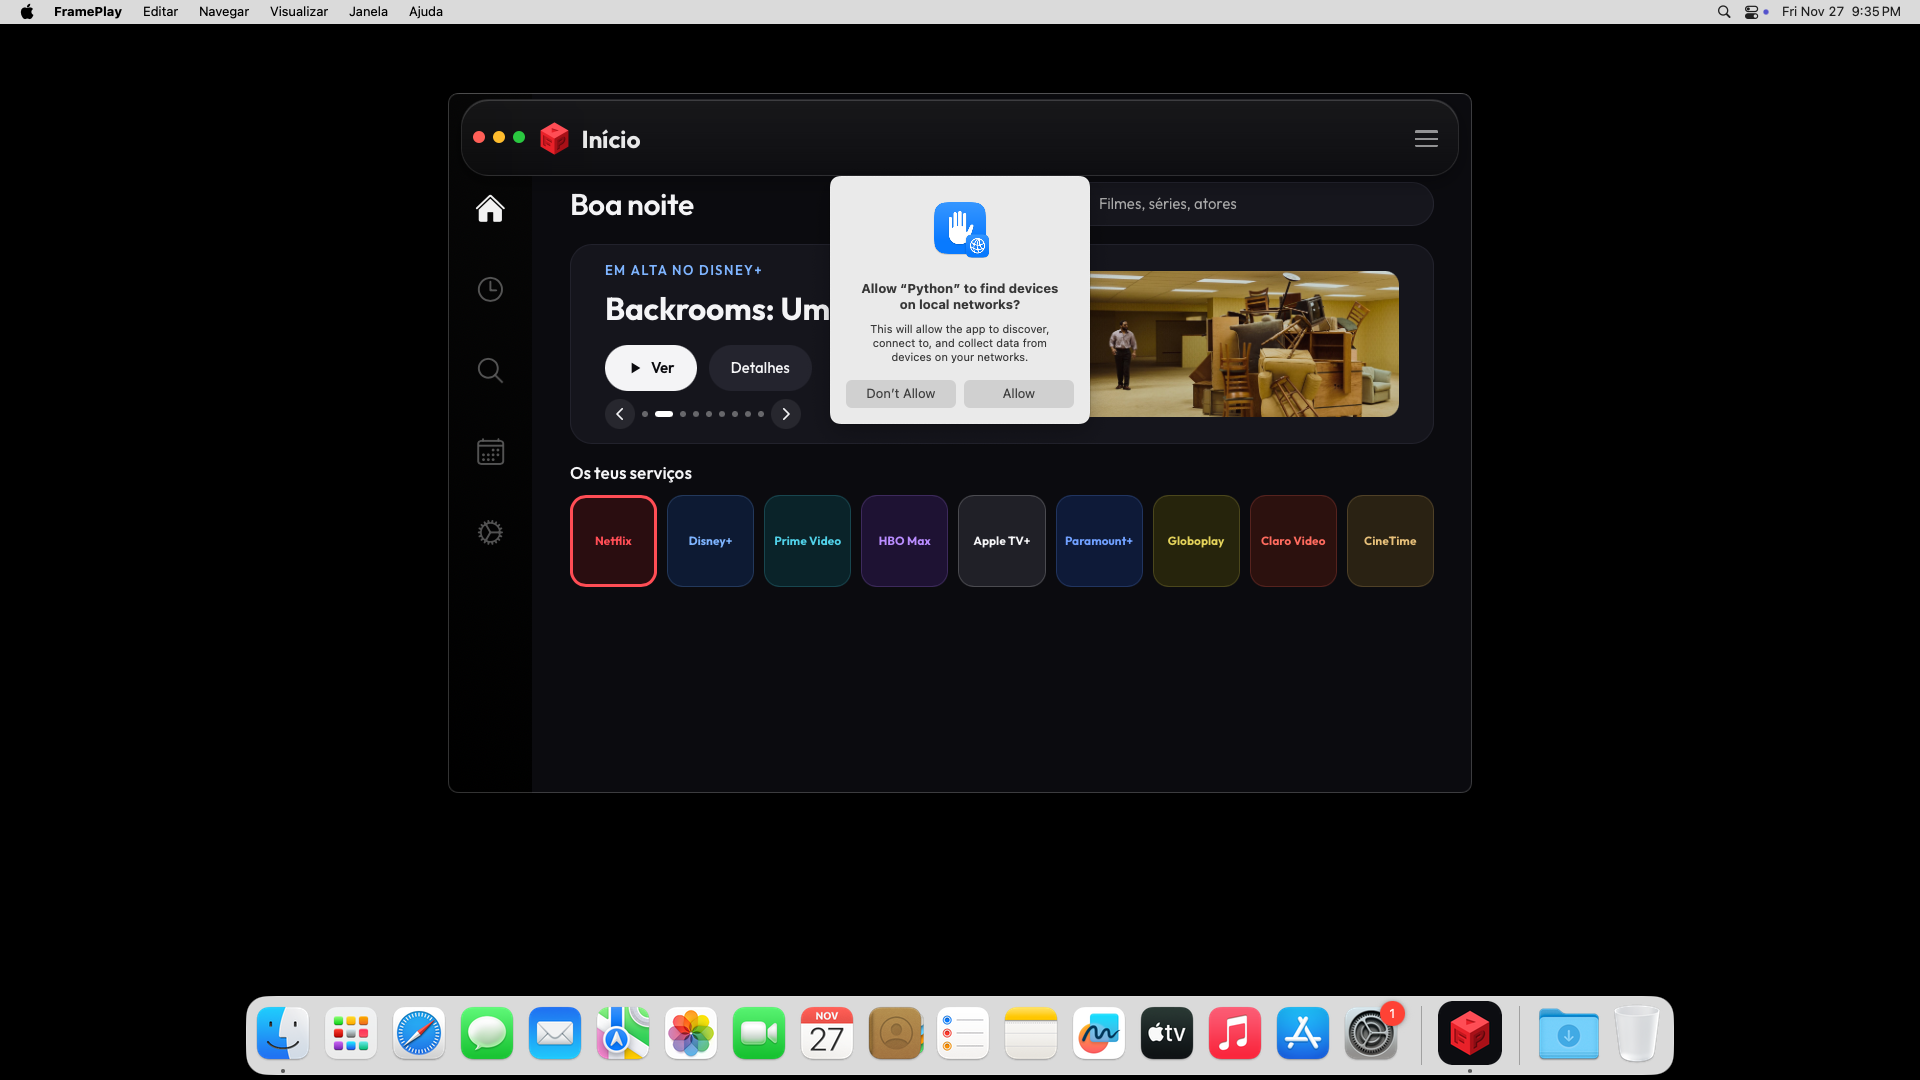 FramePlay Editar Navegar Visualizar Janela Ajuda Fri Nov 27 9:35 PM
Início
Boa noite
Filmes, séries, atores
EM ALTA NO DISNEY+
Backrooms: Um
Ver Detalhes
Allow “Python” to find devices
on local networks?
This will allow the app to discover,
connect to, and collect data from
devices on your networks.
Don't Allow Allow
Os teus serviços
Netflix Disney+ Prime Video HBO Max Apple TV+ Paramount+ Globoplay Claro Video CineTime
NOV
27
tv
1